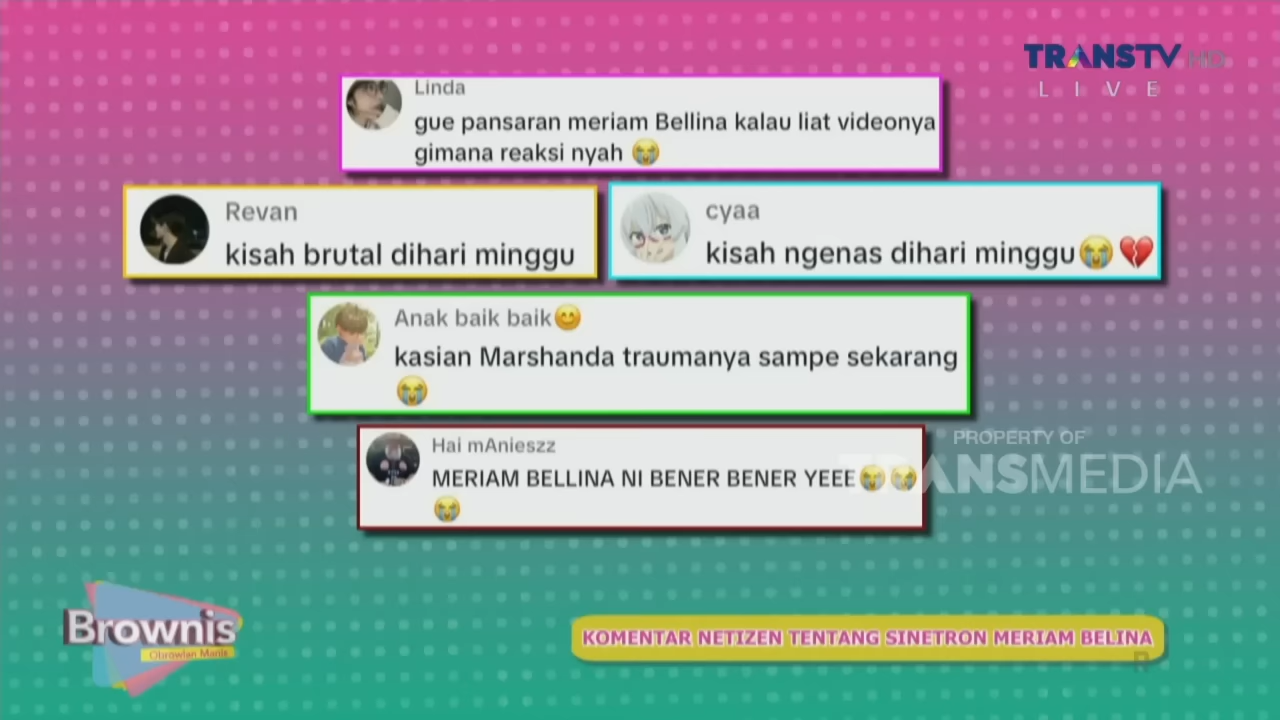 TRANSTV HD
LIVE
Linda
gue pansaran meriam Bellina kalau liat videonya
gimana reaksi nyah 😭
Revan
kisah brutal dihari minggu
cyaa
kisah ngenas dihari minggu😭💔
Anak baik baik😊
kasian Marshanda traumanya sampe sekarang
😭
Hai mAnieszz
MERIAM BELLINA NI BENER BENER YEEE😭😭
😭
PROPERTY OF
TRANSMEDIA
Brownis
Obrowlan Manis
KOMENTAR NETIZEN TENTANG SINETRON MERIAM BELINA